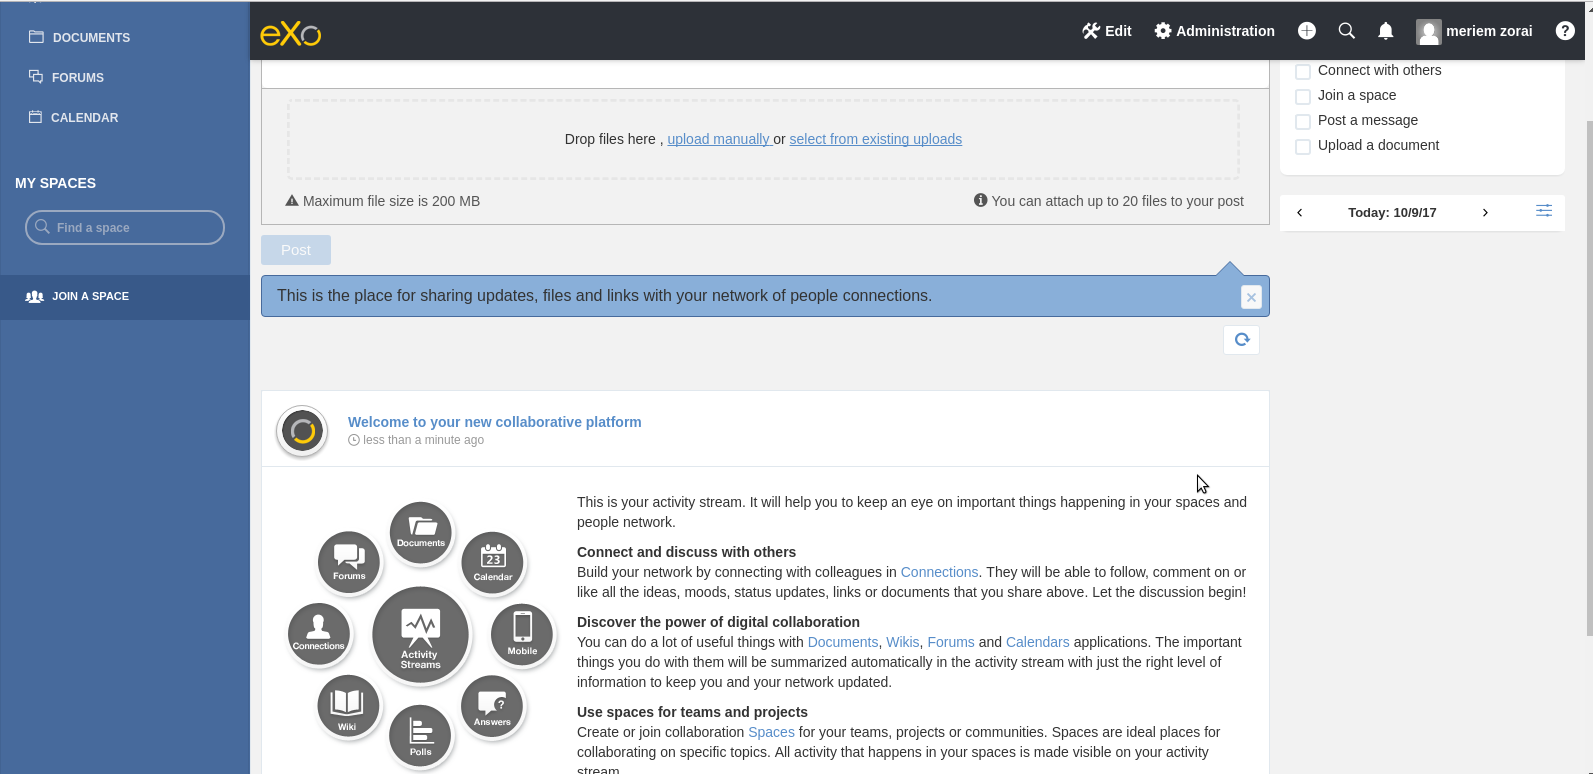 eXo
Edit
Administration
meriem zorai
?
DOCUMENTS
FORUMS
CALENDAR
MY SPACES
Find a space
JOIN A SPACE
Drop files here , upload manually or select from existing uploads
Maximum file size is 200 MB
You can attach up to 20 files to your post
Post
This is the place for sharing updates, files and links with your network of people connections.
Welcome to your new collaborative platform
less than a minute ago
Documents
Forums
23
Calendar
Connections
Activity
Streams
Mobile
Wiki
?
Answers
Polls
This is your activity stream. It will help you to keep an eye on important things happening in your spaces and
people network.
Connect and discuss with others
Build your network by connecting with colleagues in Connections. They will be able to follow, comment on or
like all the ideas, moods, status updates, links or documents that you share above. Let the discussion begin!
Discover the power of digital collaboration
You can do a lot of useful things with Documents, Wikis, Forums and Calendars applications. The important
things you do with them will be summarized automatically in the activity stream with just the right level of
information to keep you and your network updated.
Use spaces for teams and projects
Create or join collaboration Spaces for your teams, projects or communities. Spaces are ideal places for
collaborating on specific topics. All activity that happens in your spaces is made visible on your activity
stream
Connect with others
Join a space
Post a message
Upload a document
Today: 10/9/17